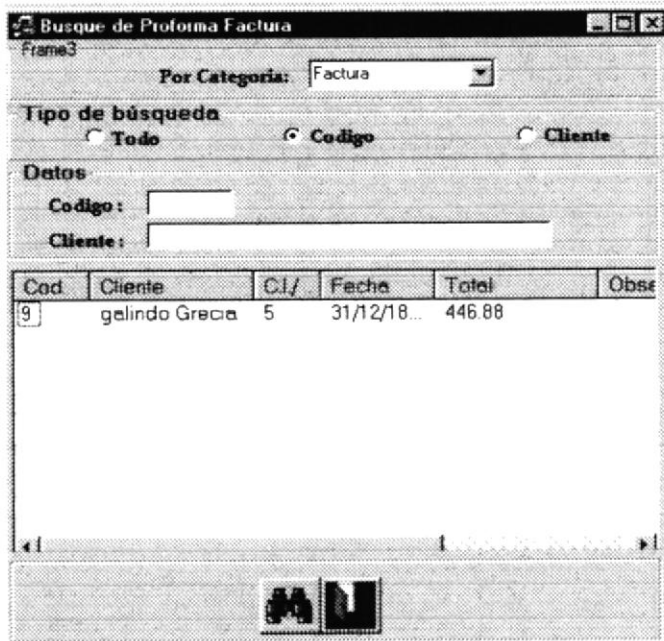 Busque de Proforma Factura
Frame3
Por Categoria: Factura
Tipo de búsqueda
Todo Codigo Cliente
Datos
Codigo :
Cliente :
Cod Cliente C.I./ Fecha Total Obse
9 galindo Grecia 5 31/12/18... 446.88